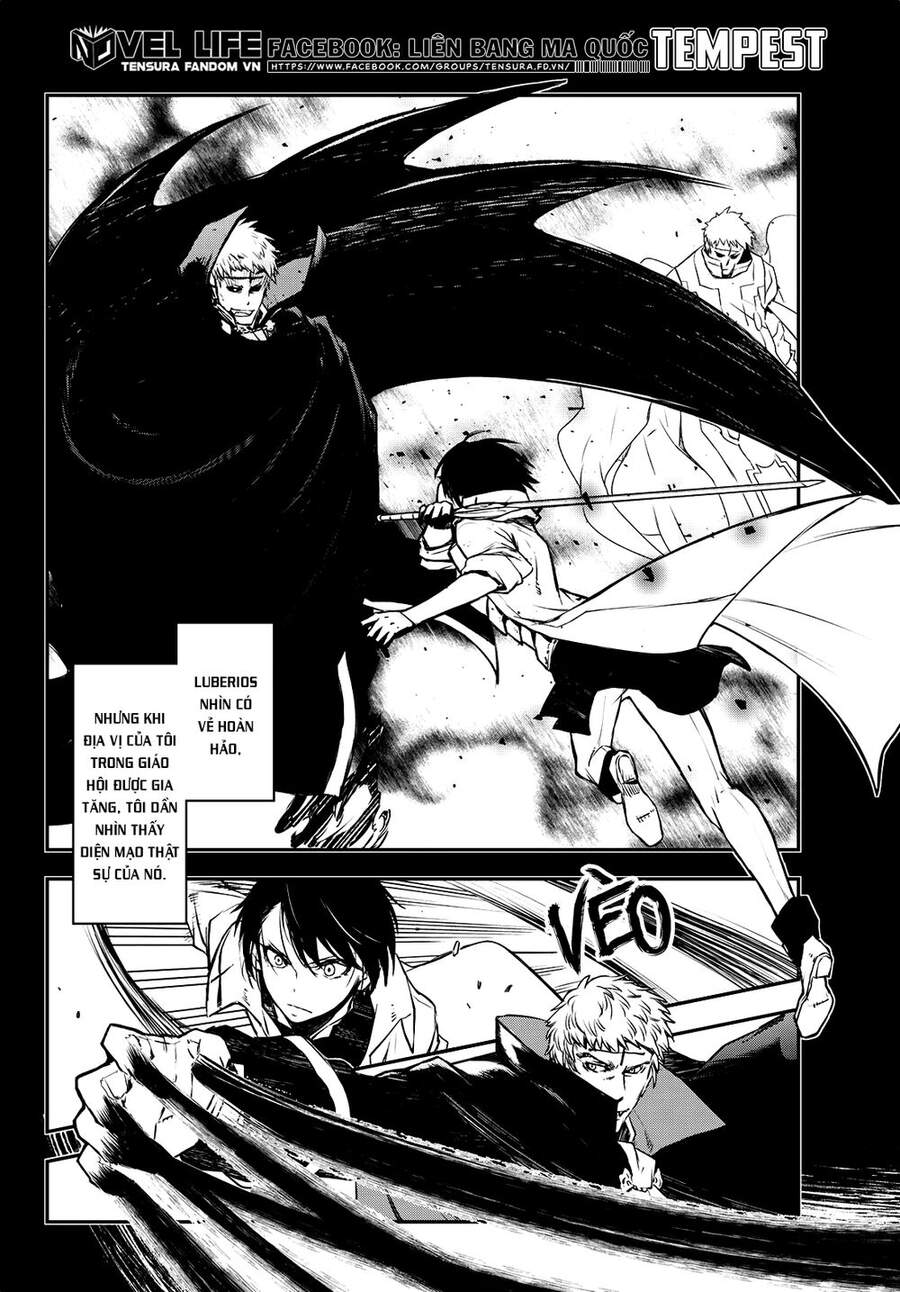 NOVEL LIFE
TENSURA FANDOM VN
FACEBOOK: LIÊN BANG MA QUỐC
HTTPS://WWW.FACEBOOK.COM/GROUPS/TENSURA.FD.VN/
TEMPEST
LUBERIOS
NHÌN CÓ
VẺ HOÀN
HẢO,
NHƯNG KHI
ĐỊA VỊ CỦA TÔI
TRONG GIÁO
HỘI ĐƯỢC GIA
TĂNG, TÔI DẦN
NHÌN THẤY
DIỆN MẠO THẬT
SỰ CỦA NÓ.
VÈO